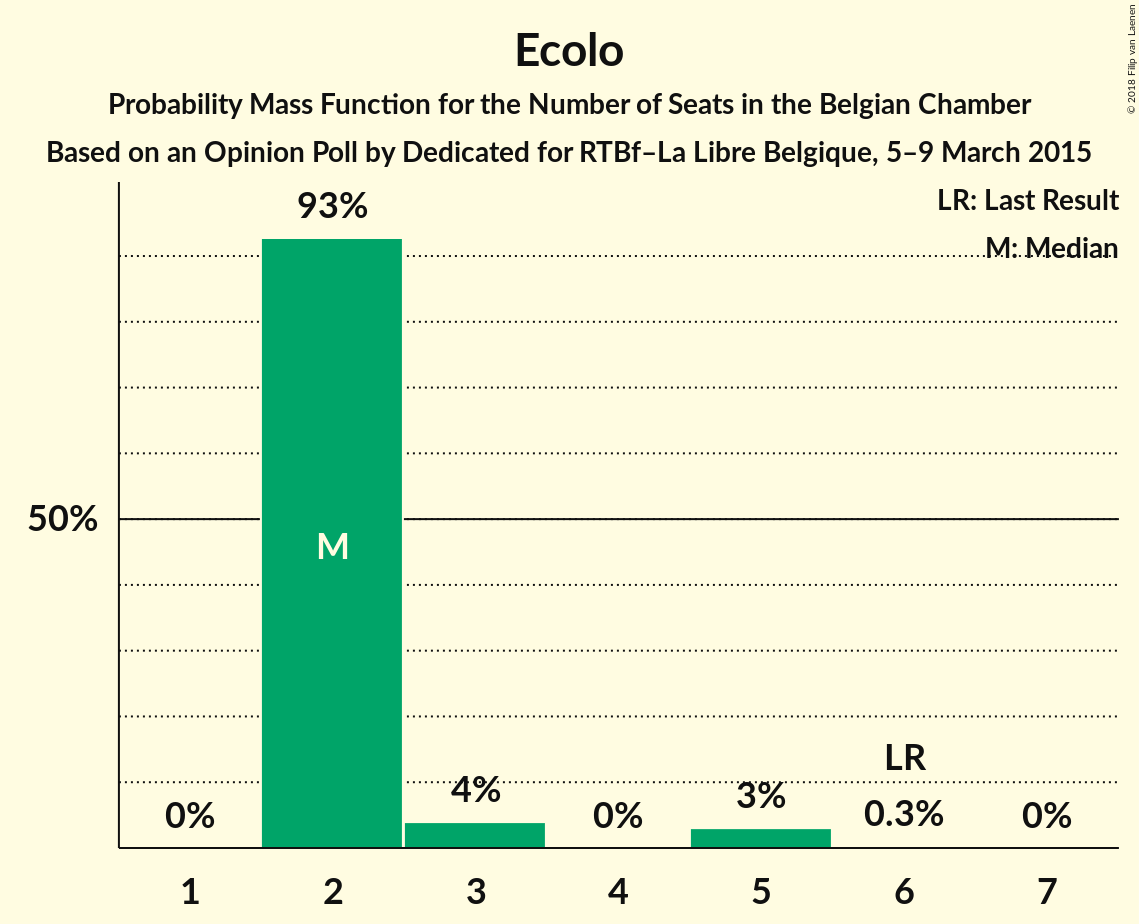 Ecolo
Probability Mass Function for the Number of Seats in the Belgian Chamber
Based on an Opinion Poll by Dedicated for RTBf–La Libre Belgique, 5–9 March 2015
© 2018 Filip van Laenen
LR: Last Result
M: Median
93%
50%
M
LR
0%
4%
0%
3%
0.3%
0%
1 2 3 4 5 6 7